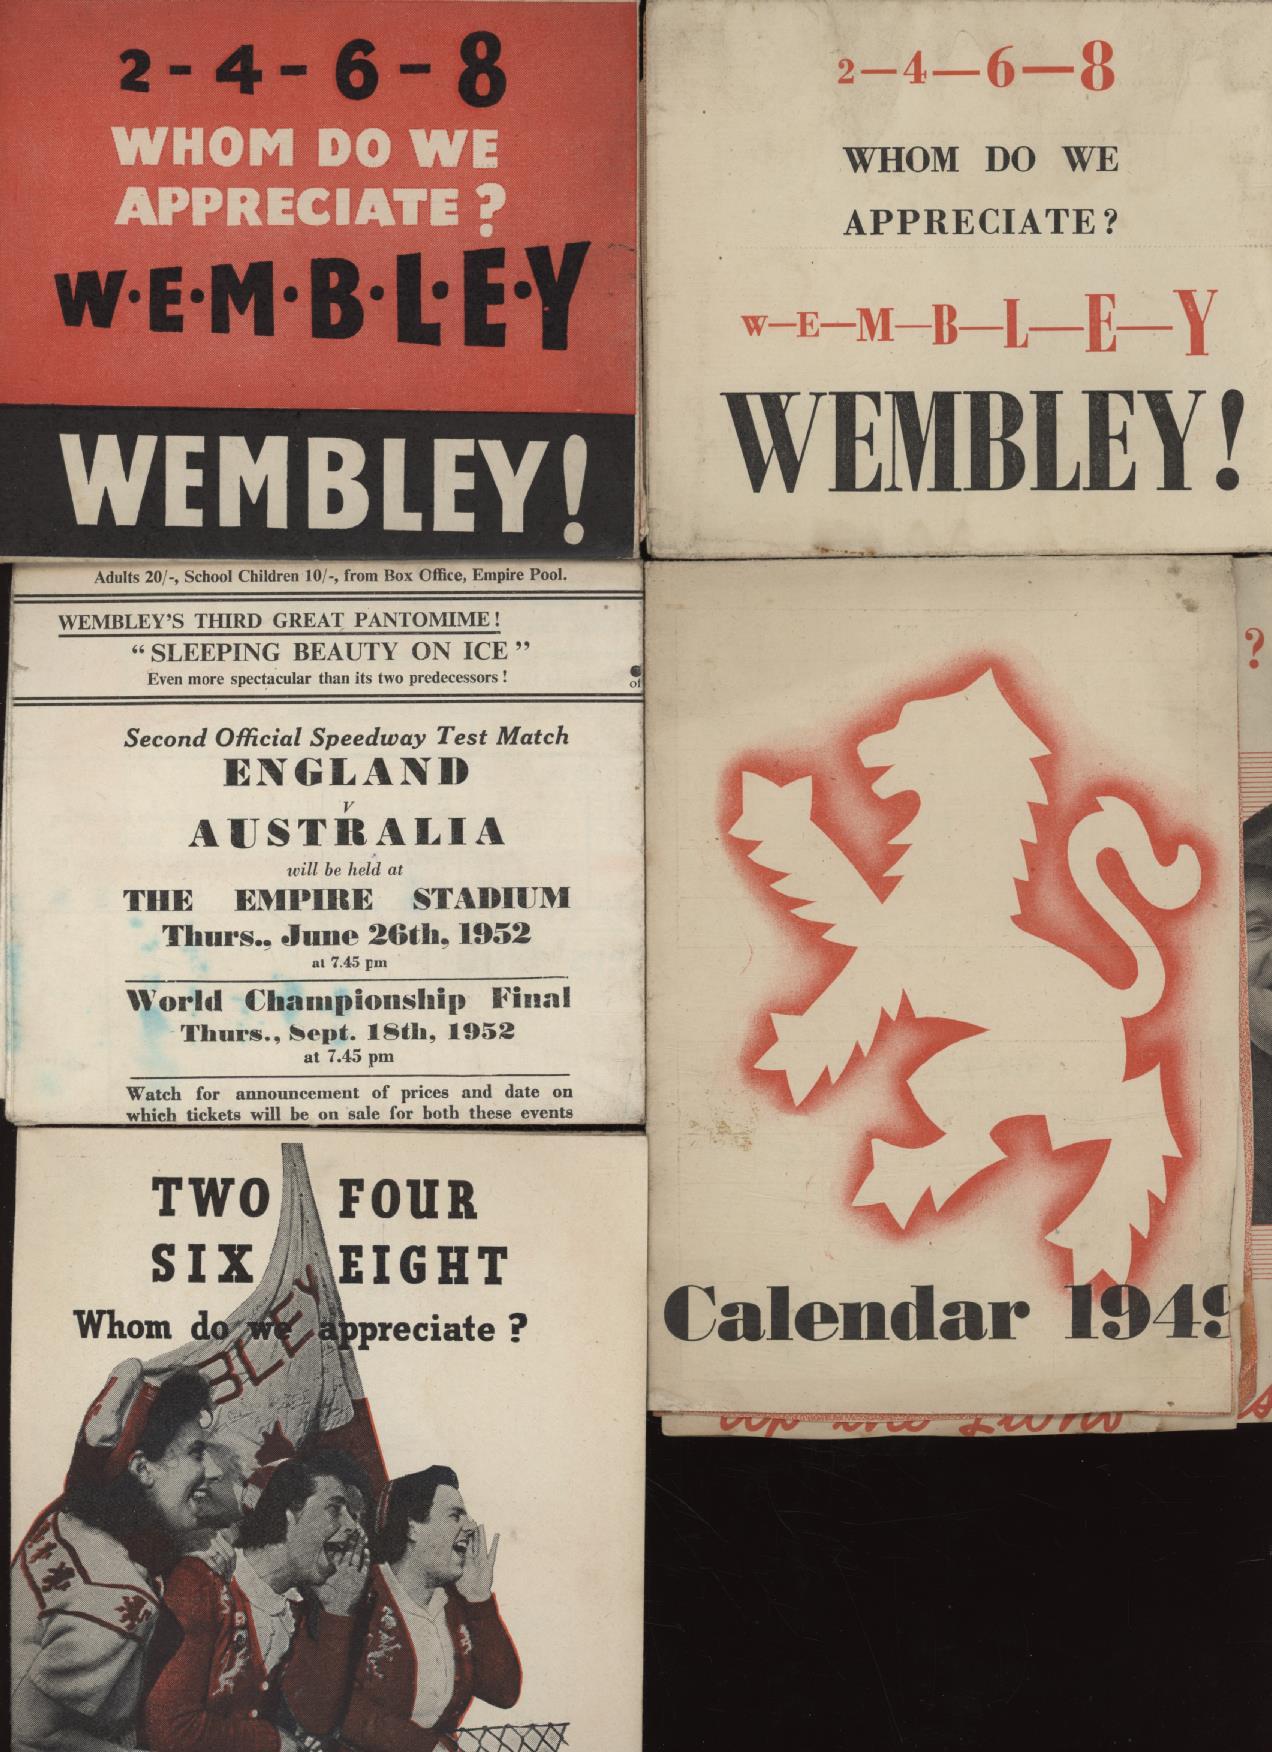 2 - 4 - 6 - 8
WHOM DO WE
APPRECIATE?
W·E·M·B·L·E·Y
WEMBLEY!
2—4—6—8
WHOM DO WE
APPRECIATE?
W—E—M—B—L—E—Y
WEMBLEY!
Adults 20/-, School Children 10/-, from Box Office, Empire Pool.
WEMBLEY'S THIRD GREAT PANTOMIME!
"SLEEPING BEAUTY ON ICE"
Even more spectacular than its two predecessors!
of
Second Official Speedway Test Match
ENGLAND
v
AUSTRALIA
will be held at
THE EMPIRE STADIUM
Thurs., June 26th, 1952
at 7.45 pm
World Championship Final
Thurs., Sept. 18th, 1952
at 7.45 pm
Watch for announcement of prices and date on
which tickets will be on sale for both these events
?
Calendar 1949
TWO FOUR
SIX EIGHT
Whom do we appreciate?
BLEY